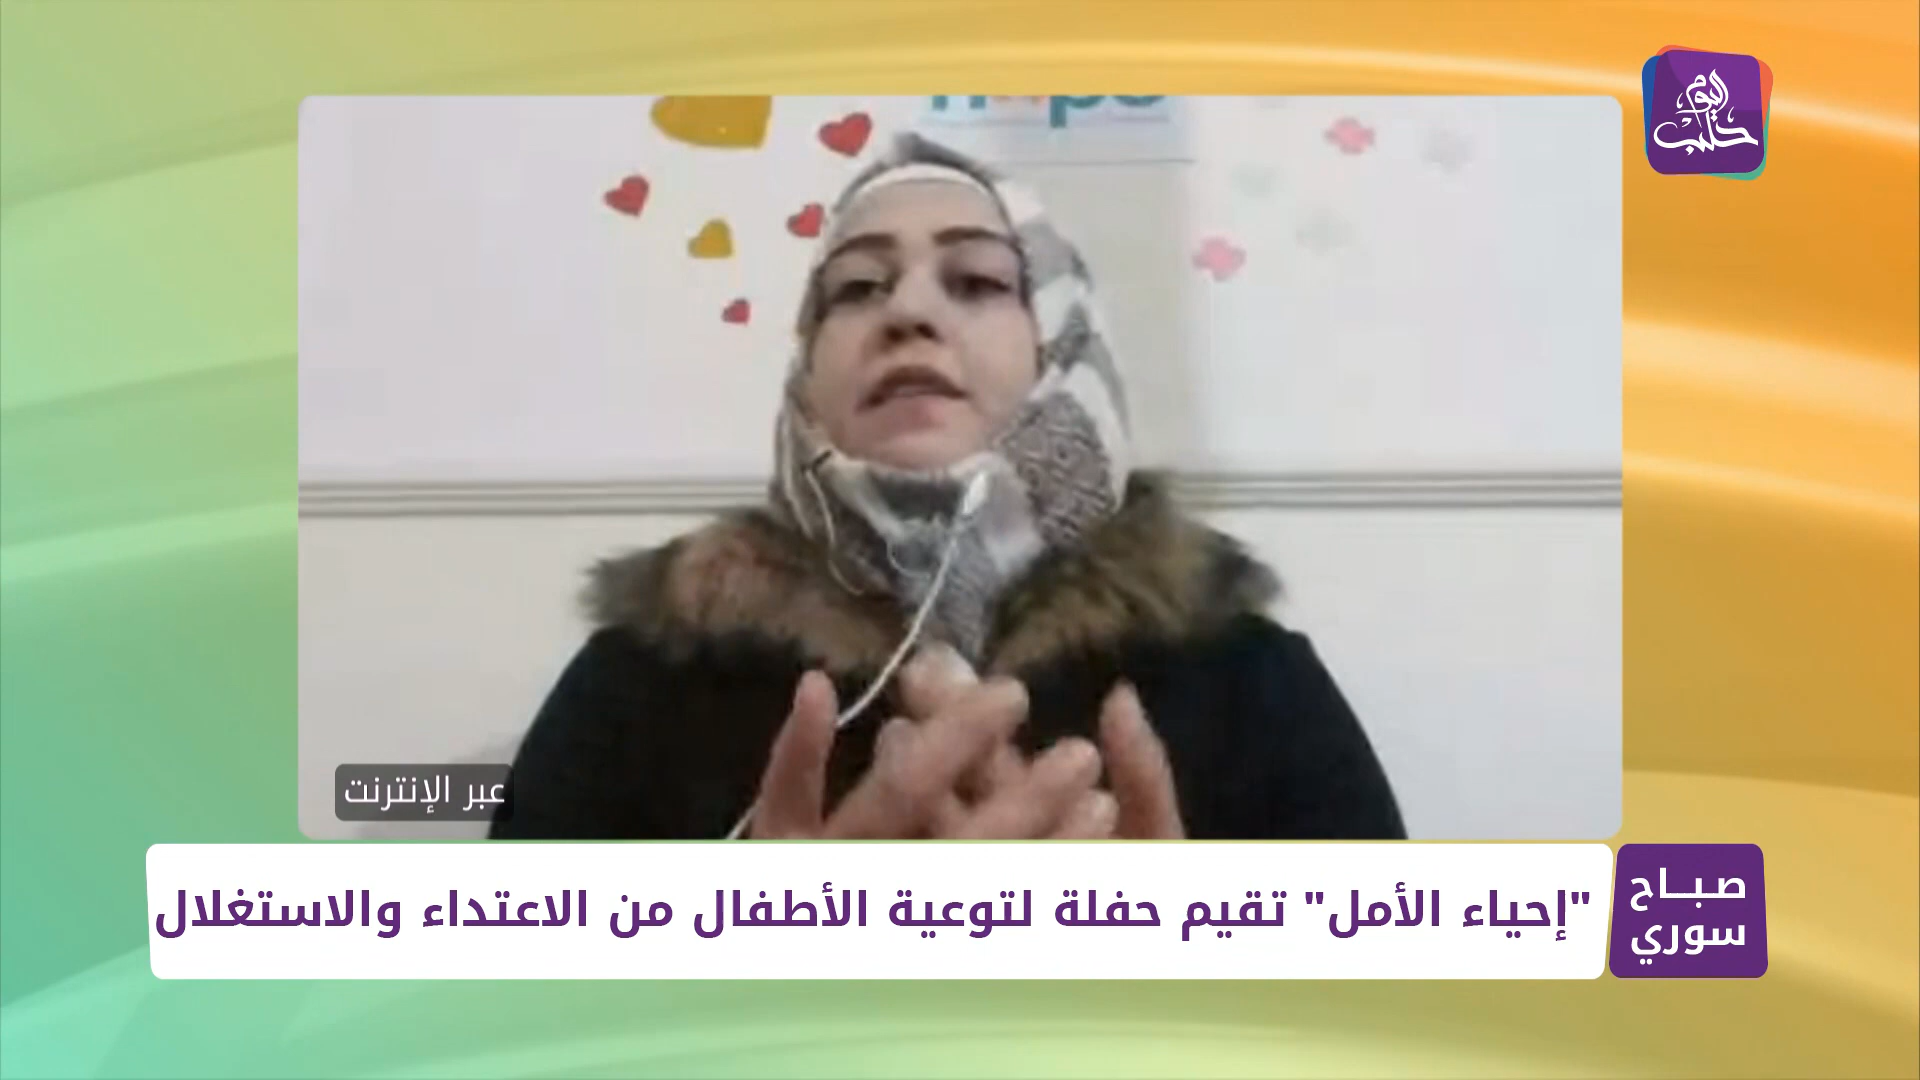 حلب اليوم
عبر الإنترنت
صباح
سوري
"إحياء الأمل" تقيم حفلة لتوعية الأطفال من الاعتداء والاستغلال